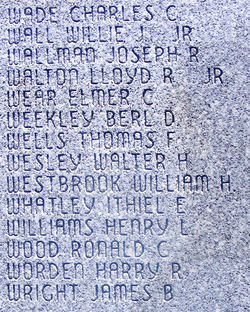 WADE CHARLES C
WALL WILLIE J JR
WALLMAN JOSEPH R
WALTON LLOYD R JR
WEAR ELMER C
WEEKLEY BERL D
WELLS THOMAS F
WESLEY WALTER H
WESTBROOK WILLIAM H.
WHATLEY ITHIEL E
WILLIAMS HENRY L
WOOD RONALD C
WORDEN HARRY R
WRIGHT JAMES B